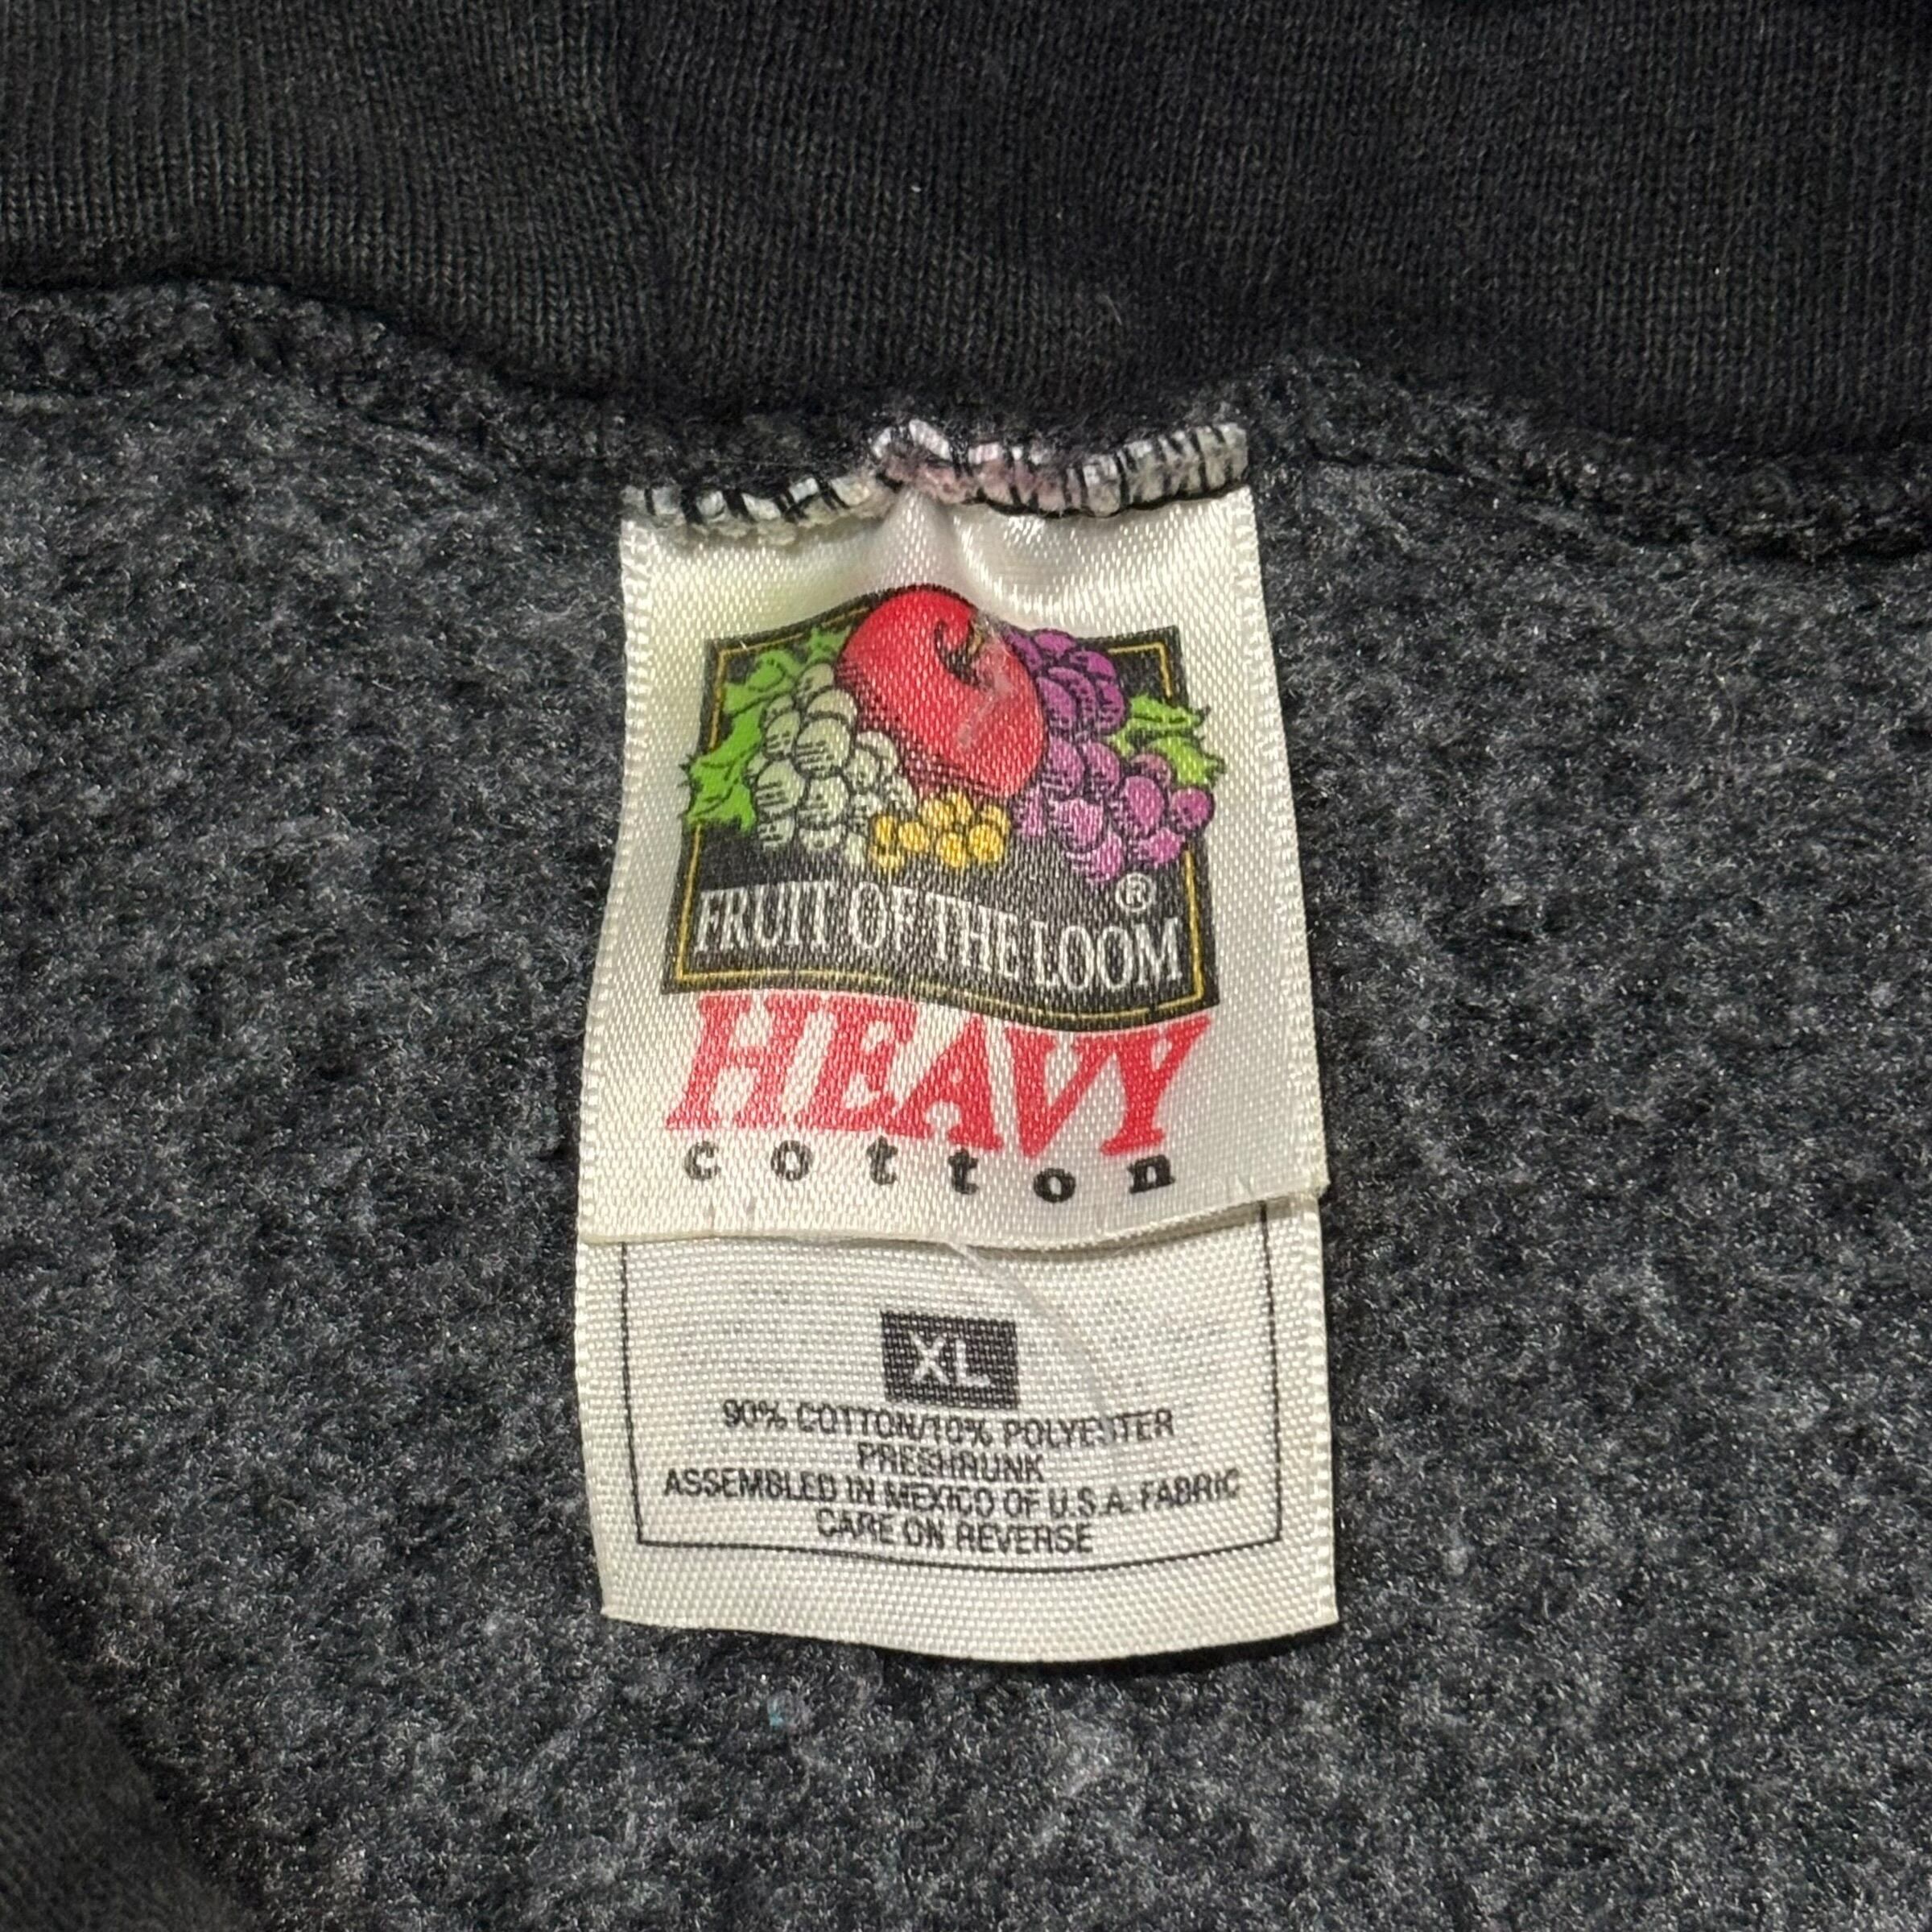 FRUIT OF THE LOOM®
HEAVY
cotton
XL
90% COTTON/10% POLYESTER
PRESHRUNK
ASSEMBLED IN MEXICO OF U.S.A. FABRIC
CARE ON REVERSE